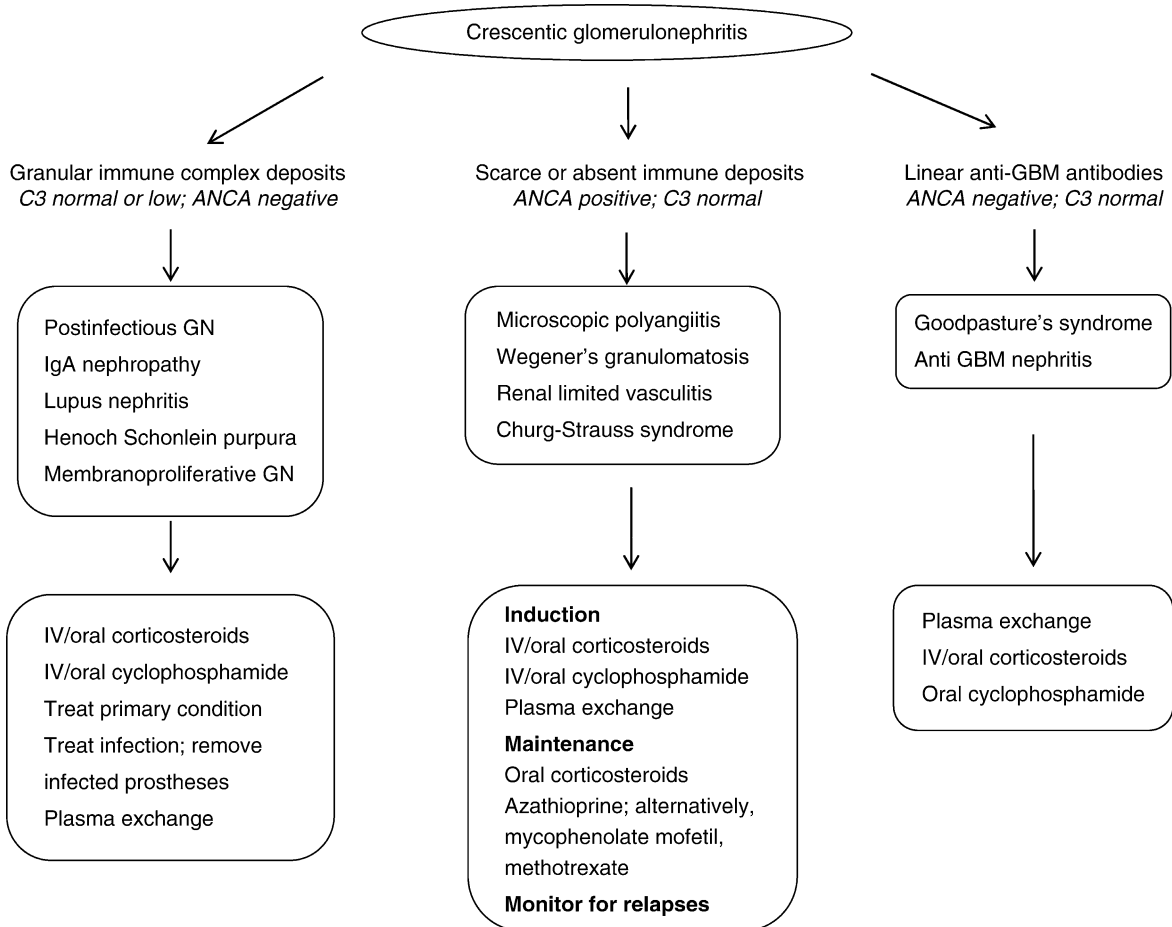 Crescentic glomerulonephritis
Granular immune complex deposits
C3 normal or low; ANCA negative
Scarce or absent immune deposits
ANCA positive; C3 normal
Linear anti-GBM antibodies
ANCA negative; C3 normal
Postinfectious GN
IgA nephropathy
Lupus nephritis
Henoch Schonlein purpura
Membranoproliferative GN
Microscopic polyangiitis
Wegener's granulomatosis
Renal limited vasculitis
Churg-Strauss syndrome
Goodpasture's syndrome
Anti GBM nephritis
IV/oral corticosteroids
IV/oral cyclophosphamide
Treat primary condition
Treat infection; remove
infected prostheses
Plasma exchange
Induction
IV/oral corticosteroids
IV/oral cyclophosphamide
Plasma exchange
Maintenance
Oral corticosteroids
Azathioprine; alternatively,
mycophenolate mofetil,
methotrexate
Monitor for relapses
Plasma exchange
IV/oral corticosteroids
Oral cyclophosphamide